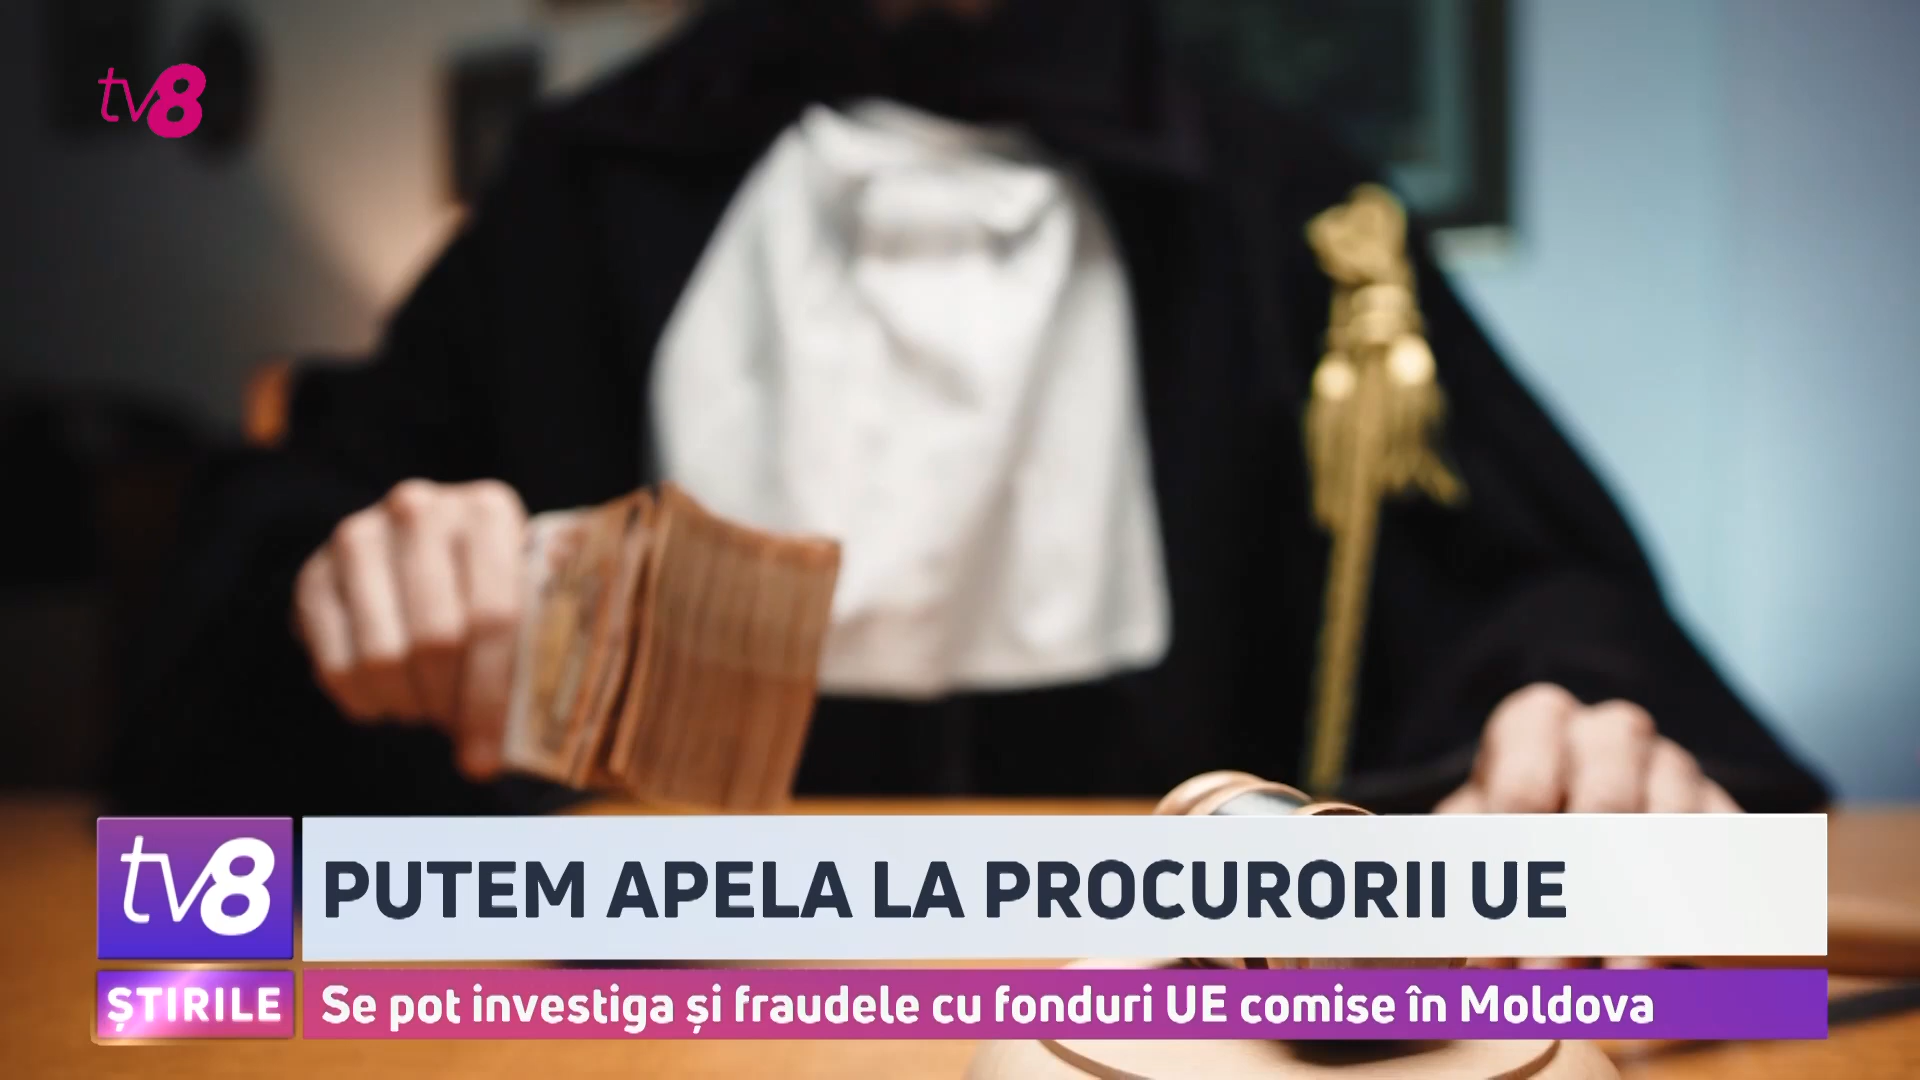 tv8
tv8
PUTEM APELA LA PROCURORII UE
ȘTIRILE
Se pot investiga și fraudele cu fonduri UE comise în Moldova